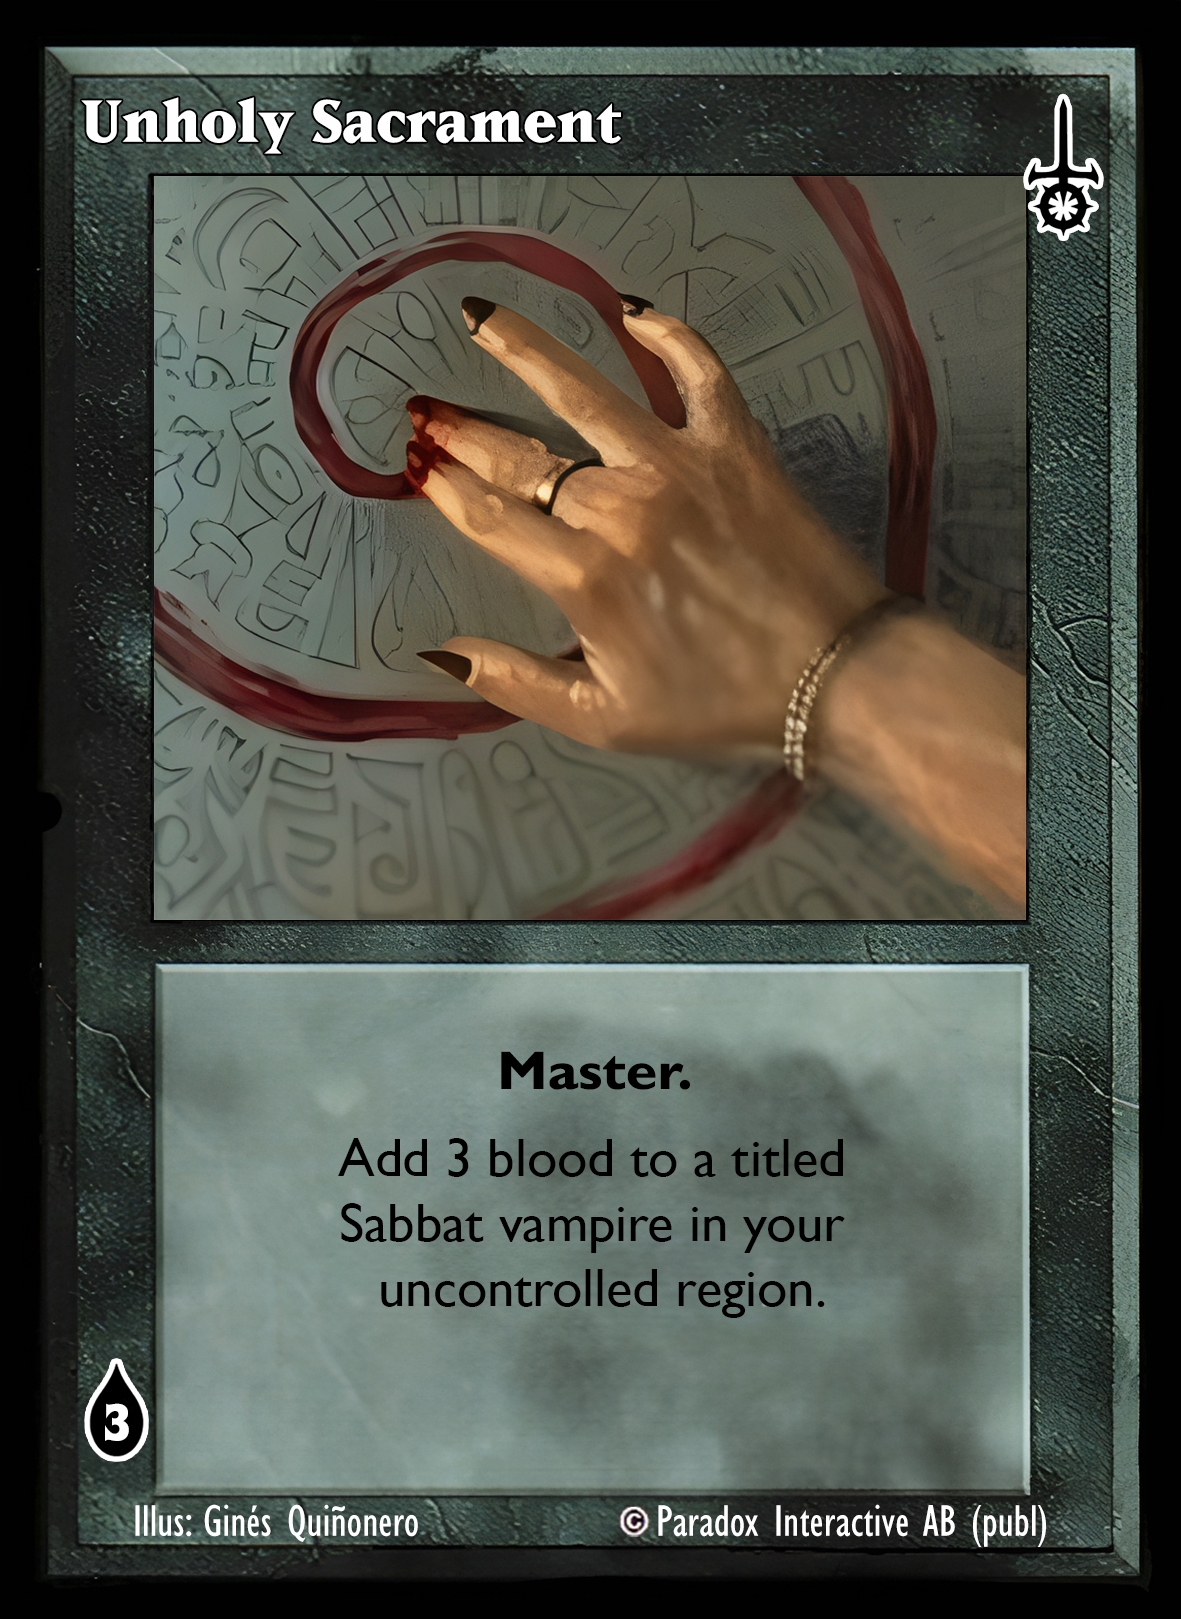 Unholy Sacrament
Master.
Add 3 blood to a titled
Sabbat vampire in your
uncontrolled region.
3
Illus: Ginés Quiñonero
© Paradox Interactive AB (publ)